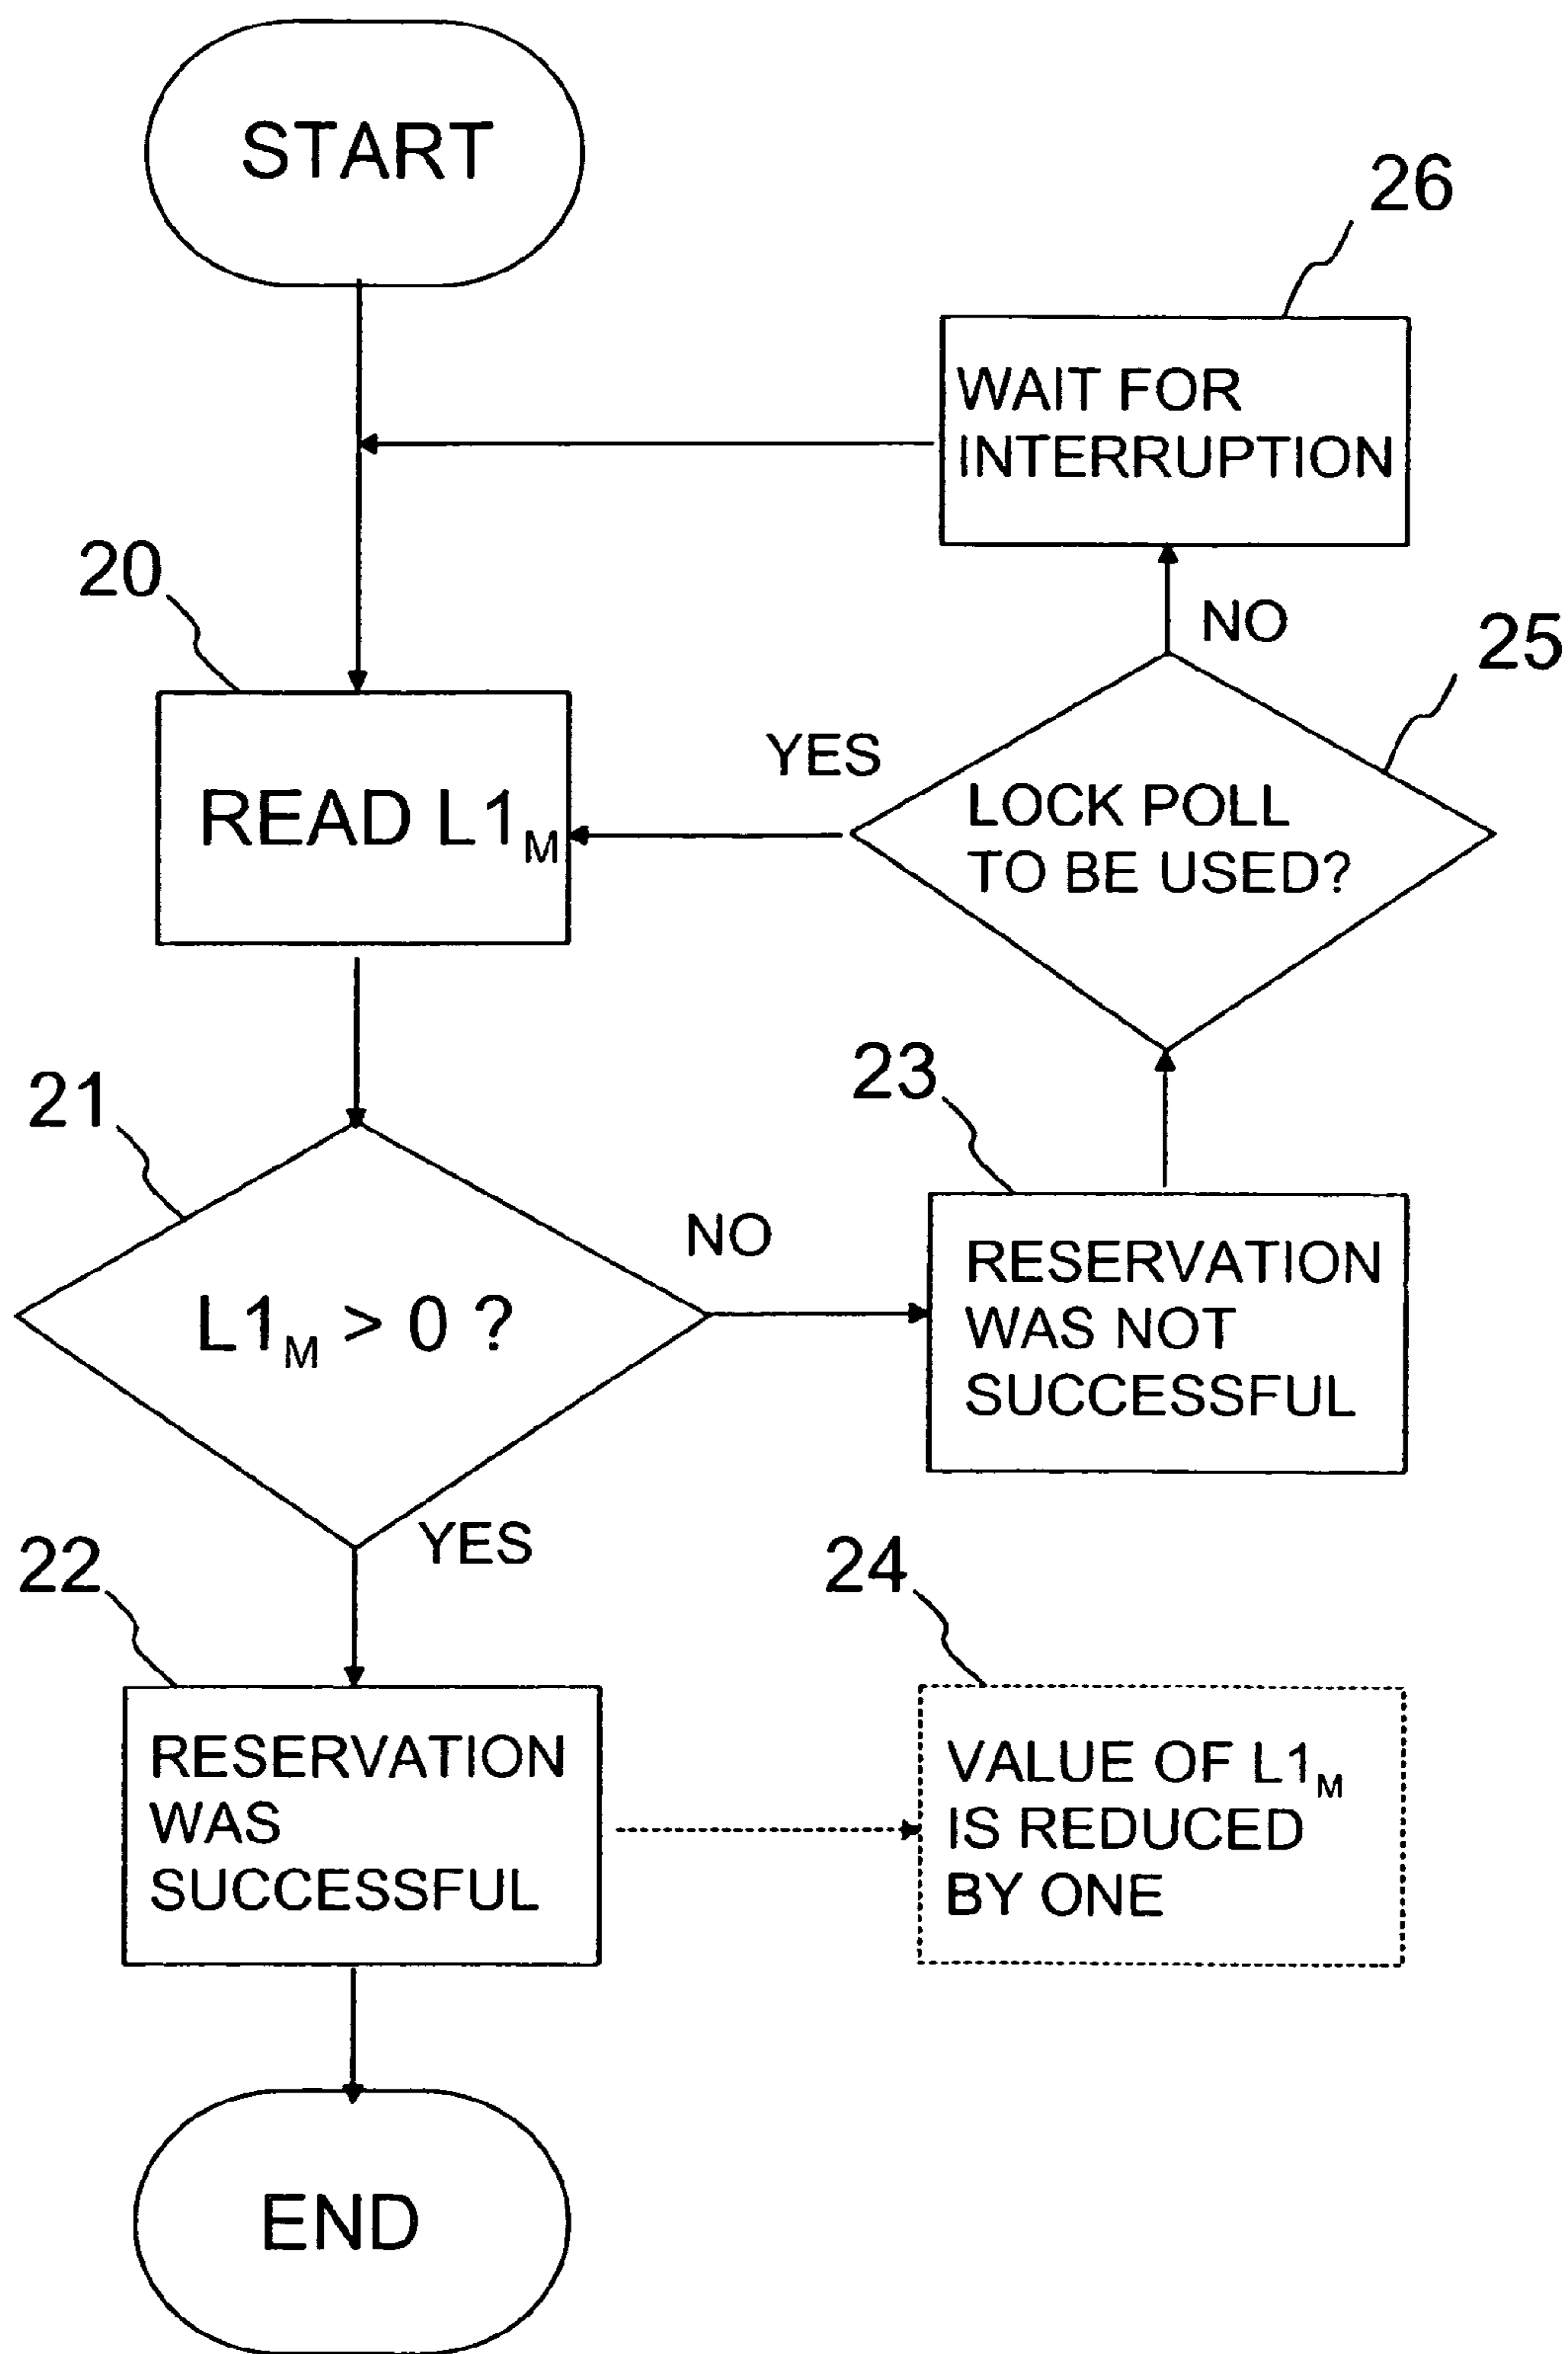 START
26
WAIT FOR
INTERRUPTION
20
NO
25
YES
READ L1M
LOCK POLL
TO BE USED?
21
23
NO
L1M > 0 ?
RESERVATION
WAS NOT
SUCCESSFUL
YES
22
24
RESERVATION
WAS
SUCCESSFUL
VALUE OF L1M
IS REDUCED
BY ONE
END